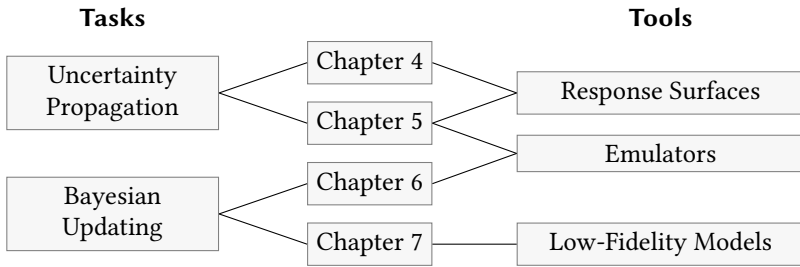 Tasks
Tools
Uncertainty
Propagation
Bayesian
Updating
Chapter 4
Chapter 5
Chapter 6
Chapter 7
Response Surfaces
Emulators
Low-Fidelity Models